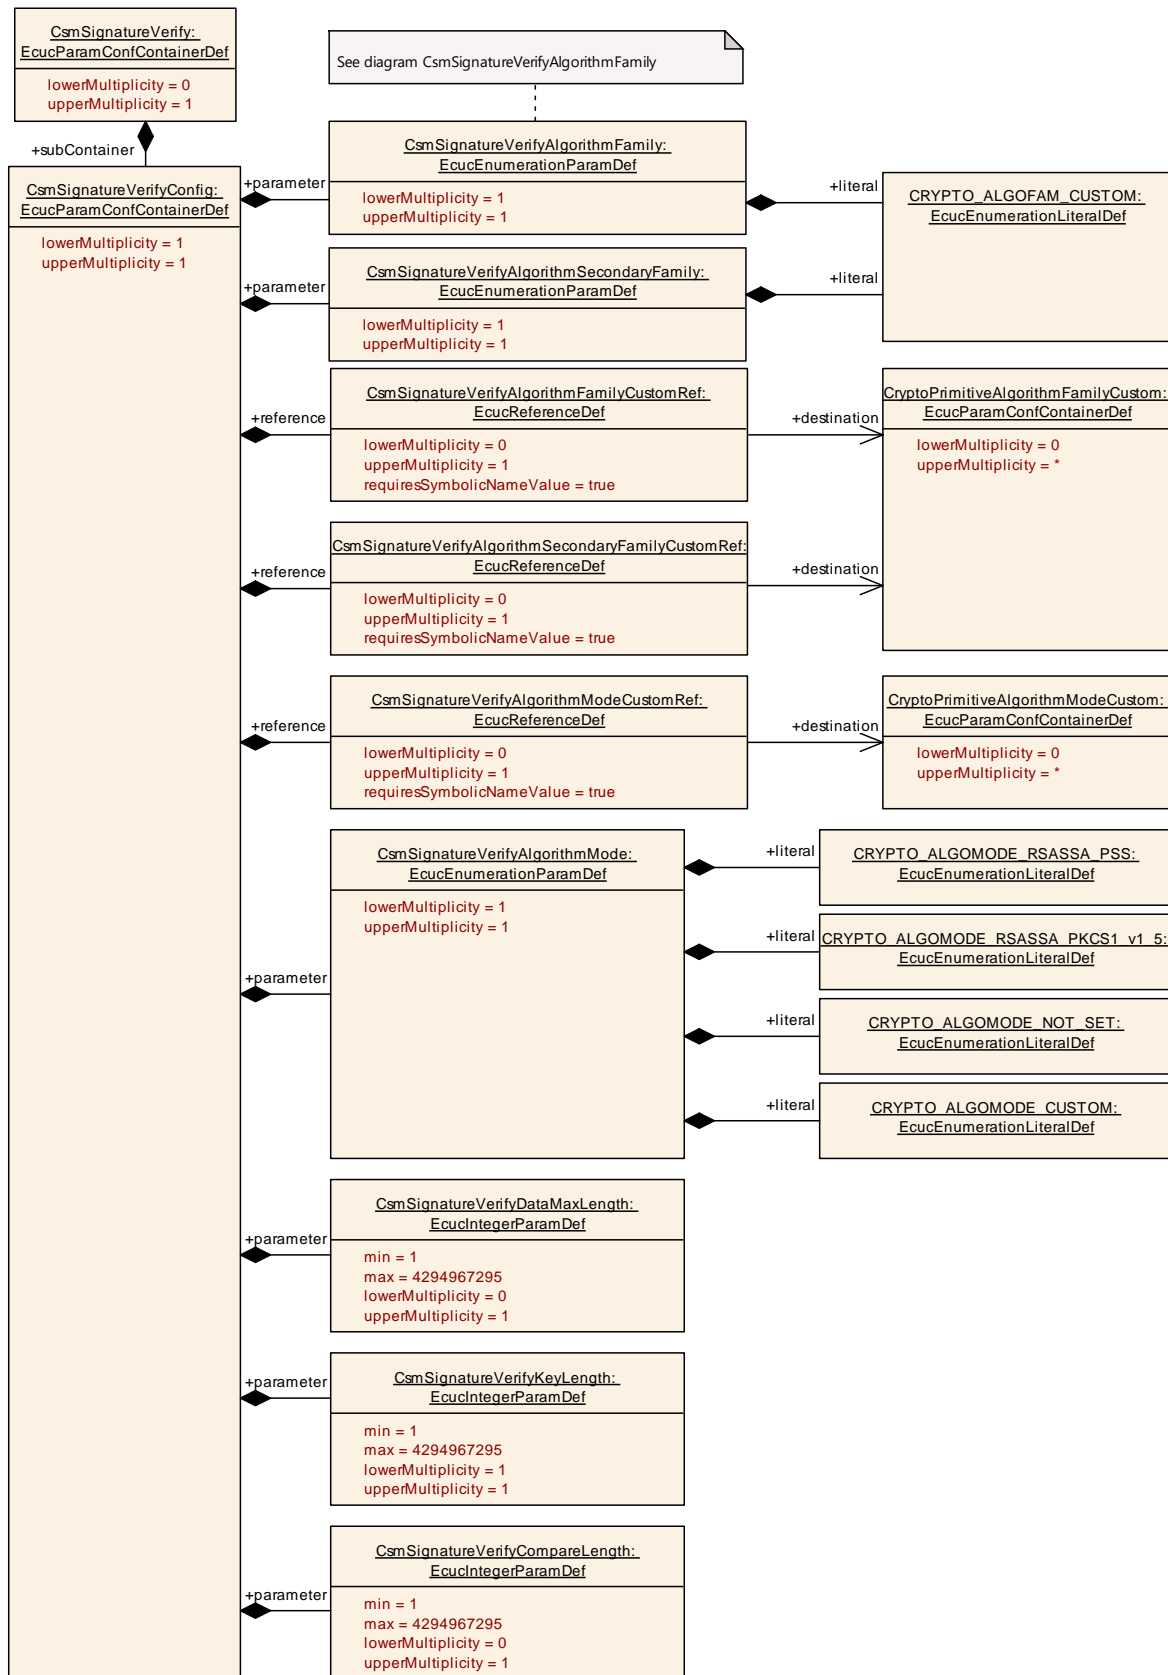 CsmSignatureVerify:
EcucParamConfContainerDef
lowerMultiplicity = 0
upperMultiplicity = 1
See diagram CsmSignatureVerifyAlgorithmFamily
+subContainer
CsmSignatureVerifyConfig:
EcucParamConfContainerDef
lowerMultiplicity = 1
upperMultiplicity = 1
+parameter
CsmSignatureVerifyAlgorithmFamily:
EcucEnumerationParamDef
lowerMultiplicity = 1
upperMultiplicity = 1
+literal
CRYPTO_ALGOFAM_CUSTOM:
EcucEnumerationLiteralDef
+parameter
CsmSignatureVerifyAlgorithmSecondaryFamily:
EcucEnumerationParamDef
lowerMultiplicity = 1
upperMultiplicity = 1
+literal
+reference
CsmSignatureVerifyAlgorithmFamilyCustomRef:
EcucReferenceDef
lowerMultiplicity = 0
upperMultiplicity = 1
requiresSymbolicNameValue = true
+destination
CryptoPrimitiveAlgorithmFamilyCustom:
EcucParamConfContainerDef
lowerMultiplicity = 0
upperMultiplicity = *
+reference
CsmSignatureVerifyAlgorithmSecondaryFamilyCustomRef:
EcucReferenceDef
lowerMultiplicity = 0
upperMultiplicity = 1
requiresSymbolicNameValue = true
+destination
+reference
CsmSignatureVerifyAlgorithmModeCustomRef:
EcucReferenceDef
lowerMultiplicity = 0
upperMultiplicity = 1
requiresSymbolicNameValue = true
+destination
CryptoPrimitiveAlgorithmModeCustom:
EcucParamConfContainerDef
lowerMultiplicity = 0
upperMultiplicity = *
+parameter
CsmSignatureVerifyAlgorithmMode:
EcucEnumerationParamDef
lowerMultiplicity = 1
upperMultiplicity = 1
+literal
CRYPTO_ALGOMODE_RSASSA_PSS:
EcucEnumerationLiteralDef
+literal
CRYPTO_ALGOMODE_RSASSA_PKCS1_v1_5:
EcucEnumerationLiteralDef
+literal
CRYPTO_ALGOMODE_NOT_SET:
EcucEnumerationLiteralDef
+literal
CRYPTO_ALGOMODE_CUSTOM:
EcucEnumerationLiteralDef
+parameter
CsmSignatureVerifyDataMaxLength:
EcucIntegerParamDef
min = 1
max = 4294967295
lowerMultiplicity = 0
upperMultiplicity = 1
+parameter
CsmSignatureVerifyKeyLength:
EcucIntegerParamDef
min = 1
max = 4294967295
lowerMultiplicity = 1
upperMultiplicity = 1
+parameter
CsmSignatureVerifyCompareLength:
EcucIntegerParamDef
min = 1
max = 4294967295
lowerMultiplicity = 0
upperMultiplicity = 1